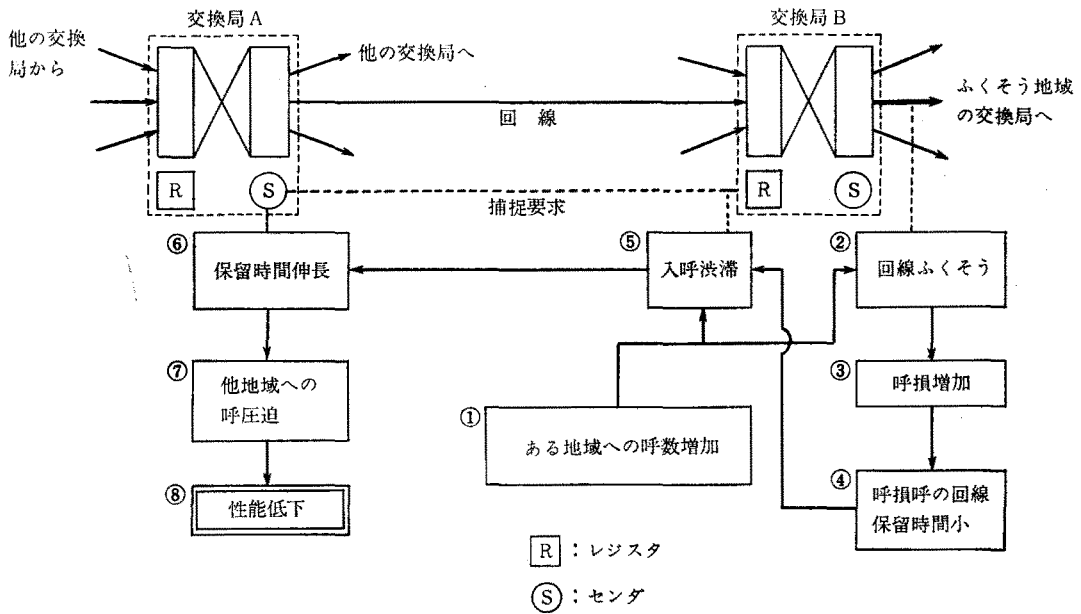 交換局A
交換局B
他の交換
局から
他の交換局へ
回 線
ふくそう地域
の交換局へ
R
S
捕捉要求
R
S
⑥
保留時間伸長
⑤
入呼渋滞
②
回線ふくそう
⑦
他地域への
呼圧迫
③
呼損増加
①
ある地域への呼数増加
④
呼損呼の回線
保留時間小
⑧
性能低下
R:レジスタ
S:センダ